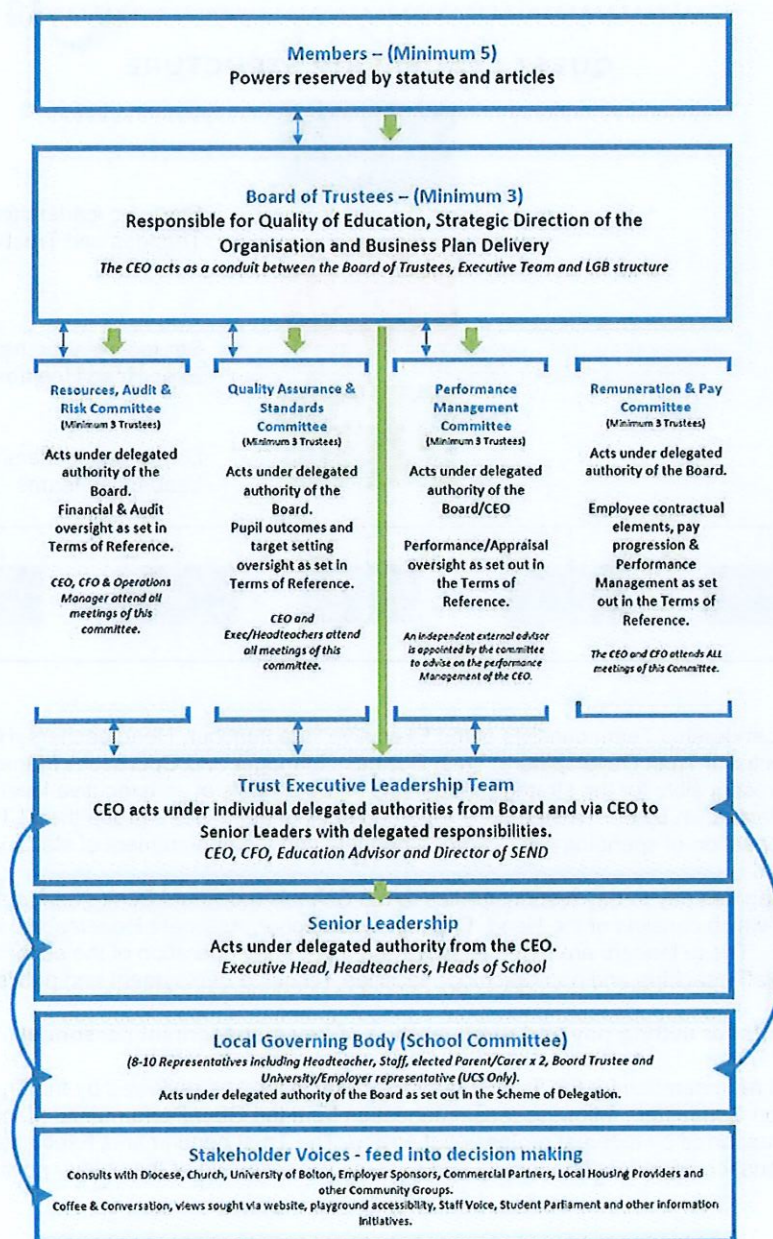 Members – (Minimum 5)
Powers reserved by statute and articles
Board of Trustees – (Minimum 3)
Responsible for Quality of Education, Strategic Direction of the
Organisation and Business Plan Delivery
The CEO acts as a conduit between the Board of Trustees, Executive Team and LGB structure
Resources, Audit &
Risk Committee
(Minimum 3 Trustees)
Acts under delegated
authority of the
Board.
Financial & Audit
oversight as set in
Terms of Reference.
CEO, CFO & Operations
Manager attend all
meetings of this
committee.
Quality Assurance &
Standards
Committee
(Minimum 3 Trustees)
Acts under delegated
authority of the
Board.
Pupil outcomes and
target setting
oversight as set in
Terms of Reference.
CEO and
Exec/Headteachers attend
all meetings of this
committee.
Performance
Management
Committee
(Minimum 3 Trustees)
Acts under delegated
authority of the
Board/CEO
Performance/Appraisal
oversight as set out in
the Terms of
Reference.
An independent external advisor
is appointed by the committee
to advise on the performance
Management of the CEO.
Remuneration & Pay
Committee
(Minimum 3 Trustees)
Acts under delegated
authority of the Board.
Employee contractual
elements, pay
progression &
Performance
Management as set
out in the Terms of
Reference.
The CEO and CFO attends ALL
meetings of this Committee.
Trust Executive Leadership Team
CEO acts under individual delegated authorities from Board and via CEO to
Senior Leaders with delegated responsibilities.
CEO, CFO, Education Advisor and Director of SEND
Senior Leadership
Acts under delegated authority from the CEO.
Executive Head, Headteachers, Heads of School
Local Governing Body (School Committee)
(8-10 Representatives including Headteacher, Staff, elected Parent/Carer x 2, Board Trustee and
University/Employer representative (UCS Only).
Acts under delegated authority of the Board as set out in the Scheme of Delegation.
Stakeholder Voices - feed into decision making
Consults with Diocese, Church, University of Bolton, Employer Sponsors, Commercial Partners, Local Housing Providers and
other Community Groups.
Coffee & Conversation, views sought via website, playground accessibility, Staff Voice, Student Parliament and other information
initiatives.